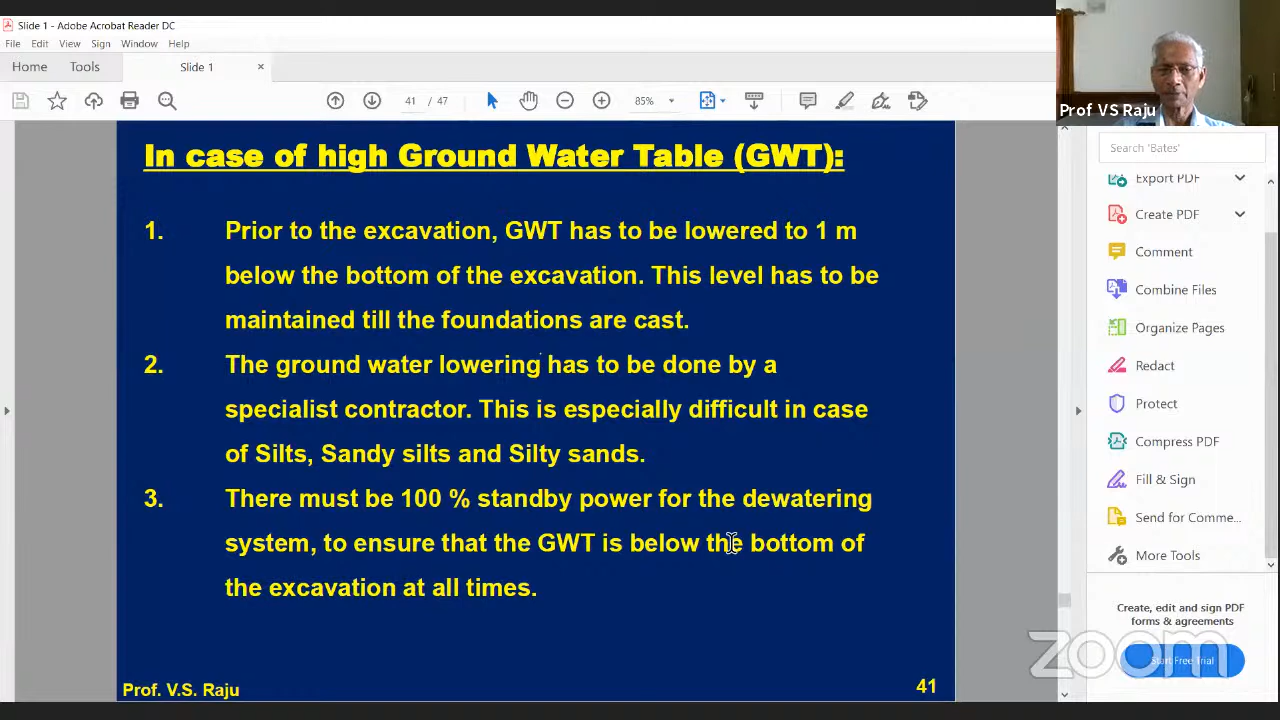 Slide 1 - Adobe Acrobat Reader DC
File Edit View Sign Window Help
Home Tools Slide 1 ×
41 / 47 85%
Prof VS Raju
In case of high Ground Water Table (GWT):
1. Prior to the excavation, GWT has to be lowered to 1 m
below the bottom of the excavation. This level has to be
maintained till the foundations are cast.
2. The ground water lowering has to be done by a
specialist contractor. This is especially difficult in case
of Silts, Sandy silts and Silty sands.
3. There must be 100 % standby power for the dewatering
system, to ensure that the GWT is below the bottom of
the excavation at all times.
Prof. V.S. Raju 41
Search 'Bates'
Export PDF
Create PDF
Comment
Combine Files
Organize Pages
Redact
Protect
Compress PDF
Fill & Sign
Send for Comme...
More Tools
Create, edit and sign PDF
forms & agreements
Start Free Trial
zoom